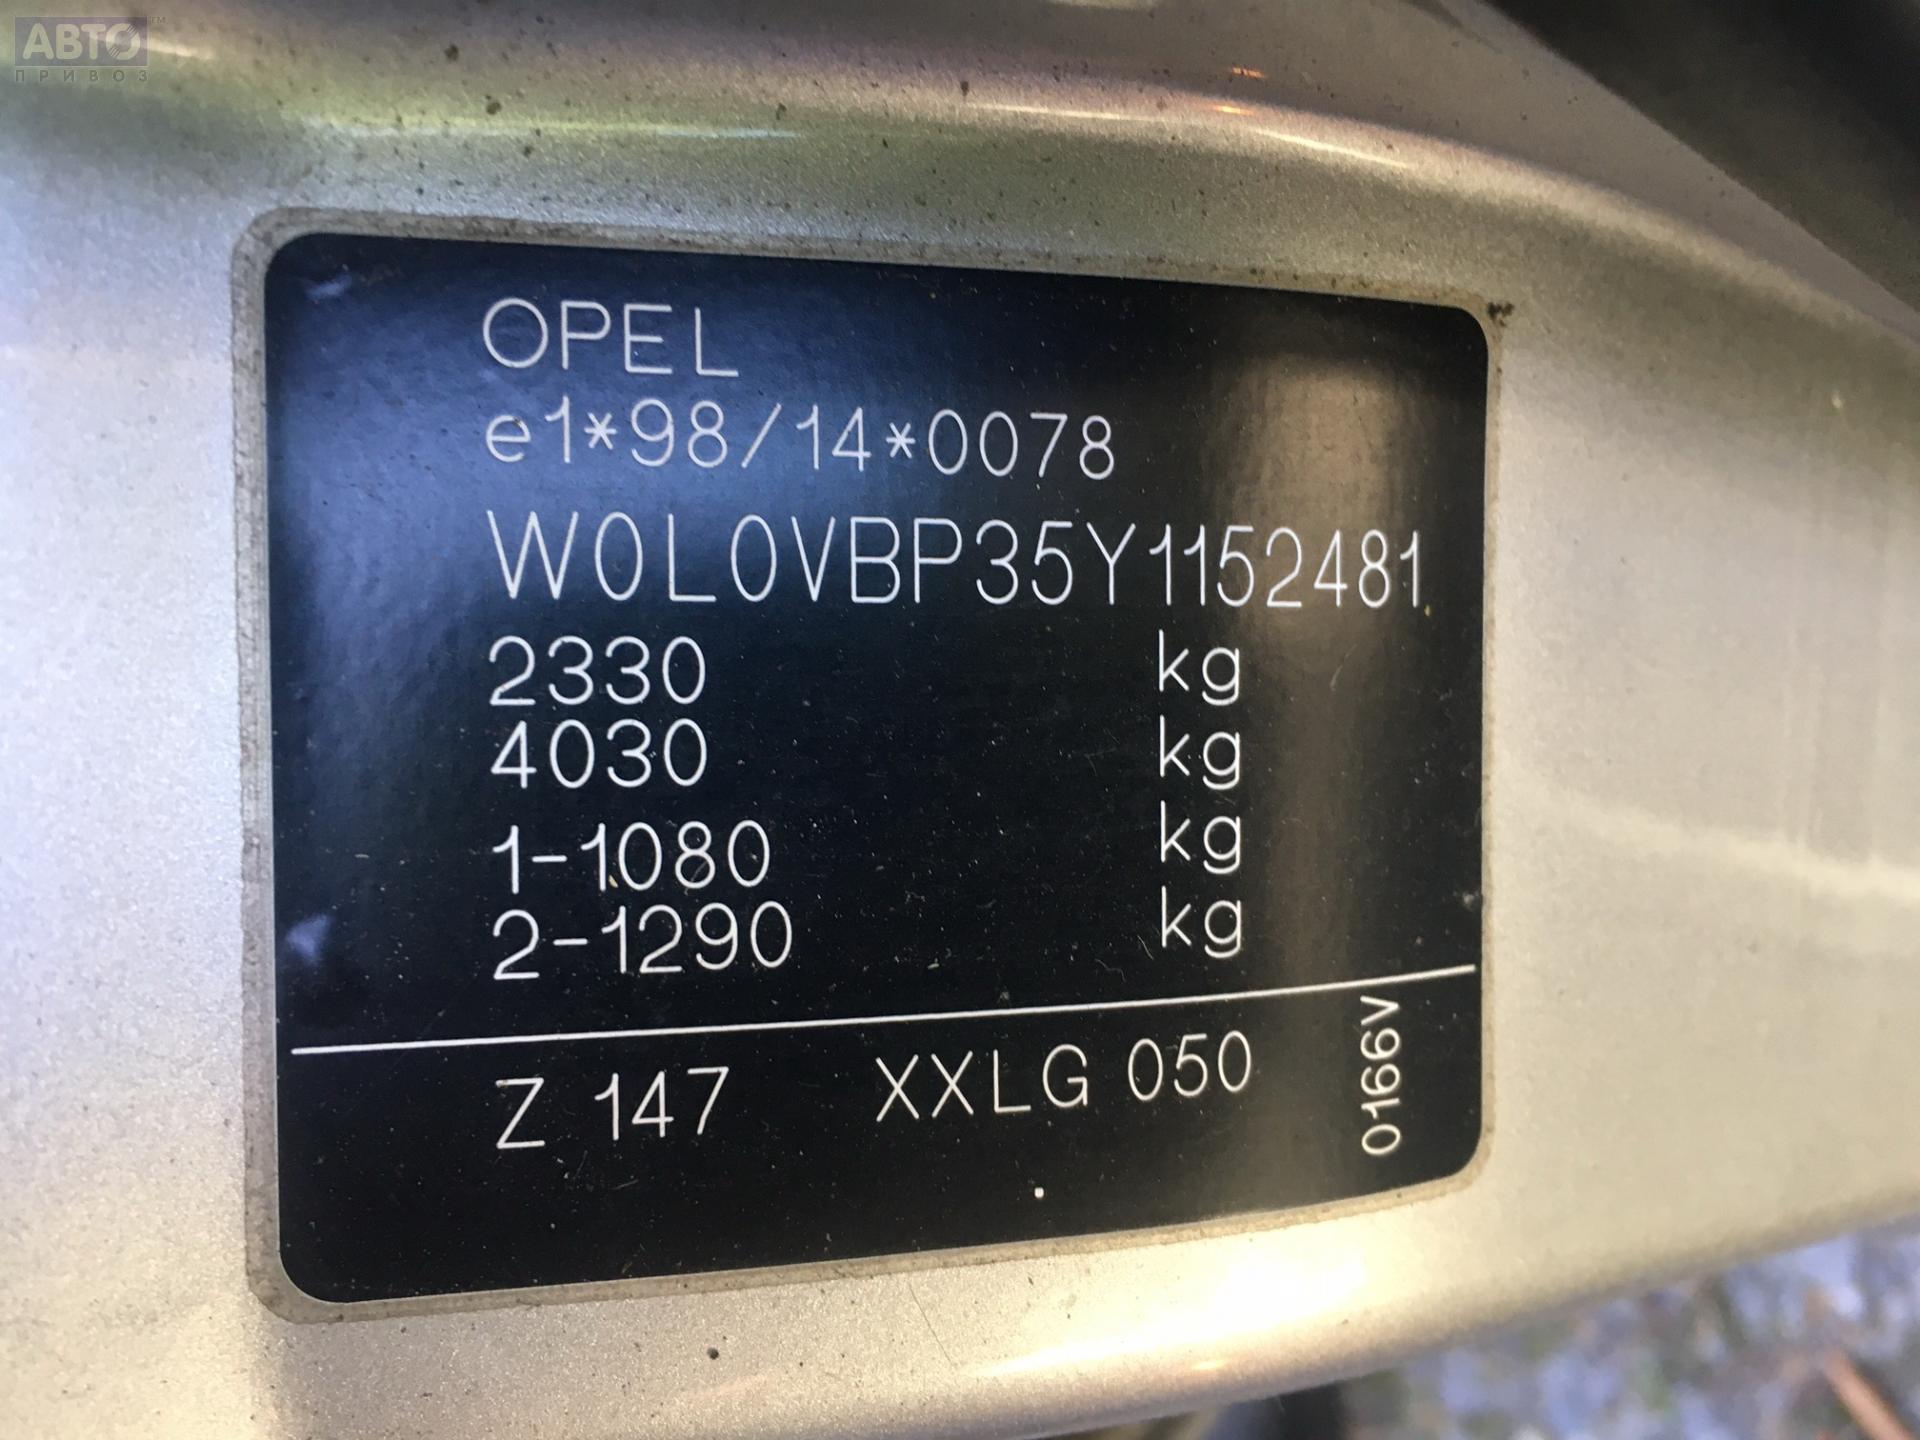 АВТО™
ПРИВОЗ
OPEL
e1*98/14*0078
W0L0VBP35Y1152481
2330 kg
4030 kg
1-1080 kg
2-1290 kg
Z 147 XXLG 050
0166V